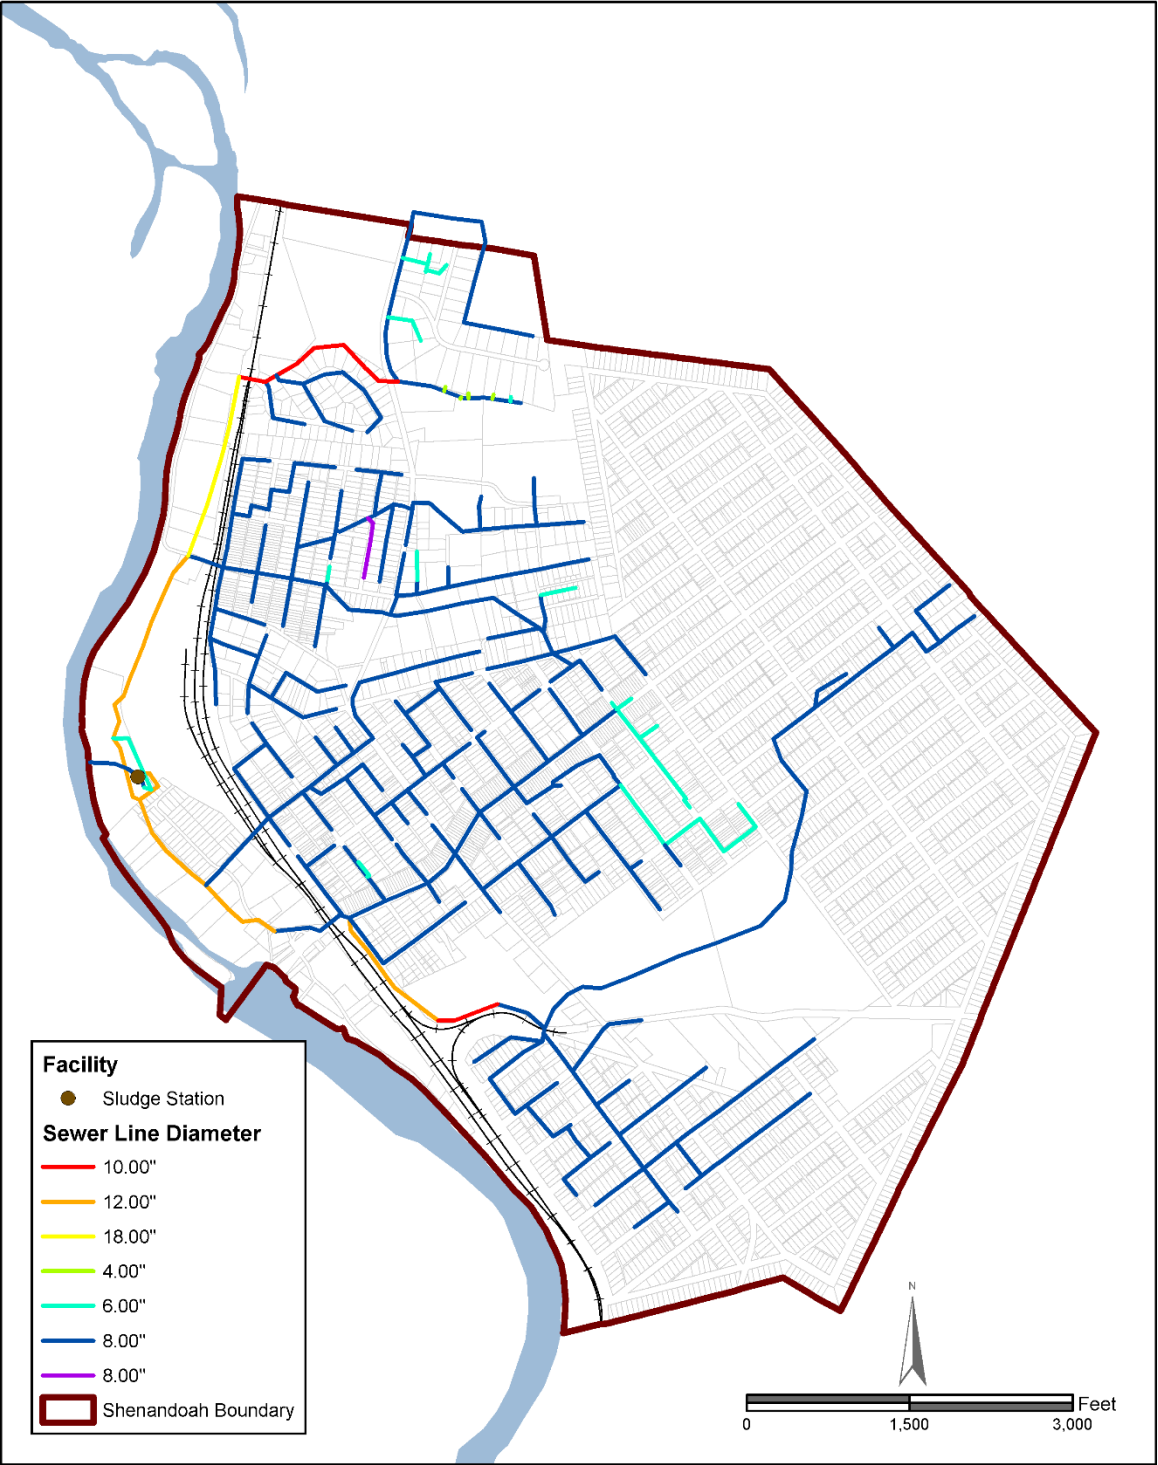 N
Facility
Sludge Station
Sewer Line Diameter
10.00"
12.00"
18.00"
4.00"
6.00"
8.00"
8.00"
Shenandoah Boundary
Feet
0 1,500 3,000